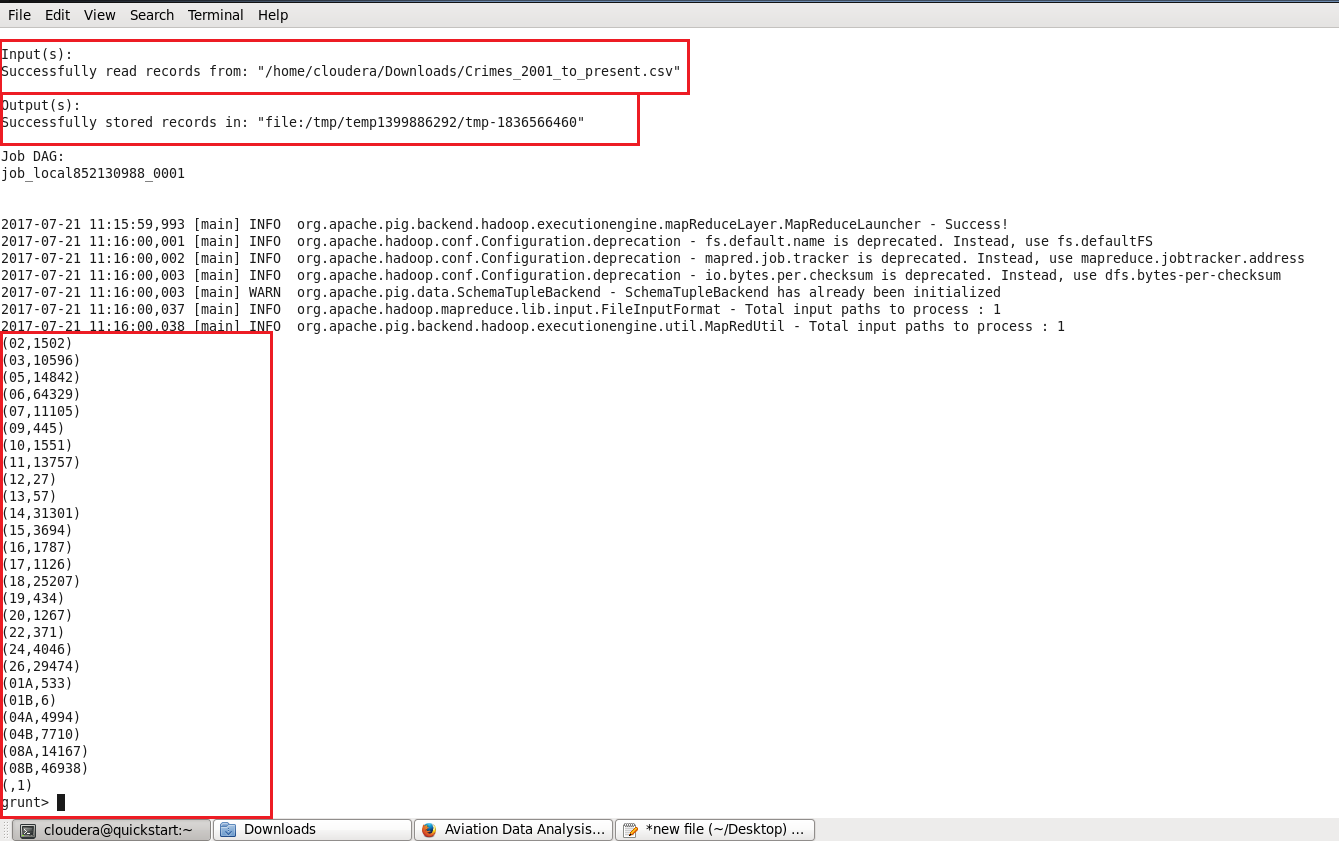 File Edit View Search Terminal Help
Input(s):
Successfully read records from: "/home/cloudera/Downloads/Crimes_2001_to_present.csv"
Output(s):
Successfully stored records in: "file:/tmp/temp1399886292/tmp-1836566460"
Job DAG:
job_local852130988_0001
2017-07-21 11:15:59,993 [main] INFO  org.apache.pig.backend.hadoop.executionengine.mapReduceLayer.MapReduceLauncher - Success!
2017-07-21 11:16:00,001 [main] INFO  org.apache.hadoop.conf.Configuration.deprecation - fs.default.name is deprecated. Instead, use fs.defaultFS
2017-07-21 11:16:00,002 [main] INFO  org.apache.hadoop.conf.Configuration.deprecation - mapred.job.tracker is deprecated. Instead, use mapreduce.jobtracker.address
2017-07-21 11:16:00,003 [main] INFO  org.apache.hadoop.conf.Configuration.deprecation - io.bytes.per.checksum is deprecated. Instead, use dfs.bytes-per-checksum
2017-07-21 11:16:00,003 [main] WARN  org.apache.pig.data.SchemaTupleBackend - SchemaTupleBackend has already been initialized
2017-07-21 11:16:00,037 [main] INFO  org.apache.hadoop.mapreduce.lib.input.FileInputFormat - Total input paths to process : 1
2017-07-21 11:16:00,038 [main] INFO  org.apache.pig.backend.hadoop.executionengine.util.MapRedUtil - Total input paths to process : 1
(02,1502)
(03,10596)
(05,14842)
(06,64329)
(07,11105)
(09,445)
(10,1551)
(11,13757)
(12,27)
(13,57)
(14,31301)
(15,3694)
(16,1787)
(17,1126)
(18,25207)
(19,434)
(20,1267)
(22,371)
(24,4046)
(26,29474)
(01A,533)
(01B,6)
(04A,4994)
(04B,7710)
(08A,14167)
(08B,46938)
(,1)
grunt>
cloudera@quickstart:~ Downloads Aviation Data Analysis... *new file (~/Desktop) ...